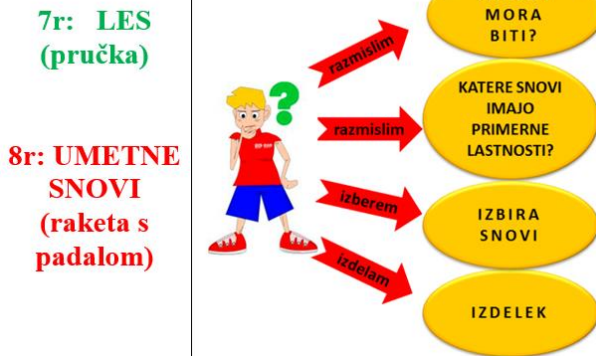 7r: LES
(pručka)
8r: UMETNE
SNOVI
(raketa s
padalom)
?
razmislim
razmislim
izberem
izdelam
MORA
BITI?
KATERE SNOVI
IMAJO
PRIMERNE
LASTNOSTI?
IZBIRA
SNOVI
IZDELEK